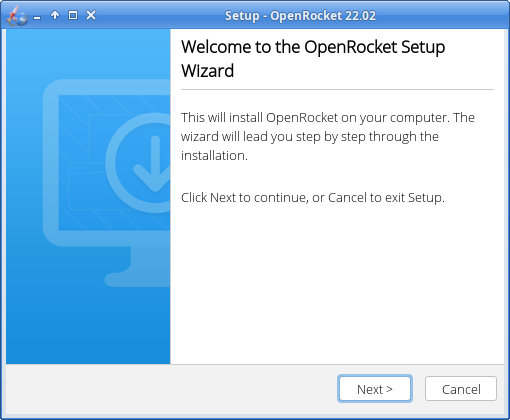 Setup - OpenRocket 22.02
Welcome to the OpenRocket Setup
Wizard
This will install OpenRocket on your computer. The
wizard will lead you step by step through the
installation.
Click Next to continue, or Cancel to exit Setup.
Next >
Cancel